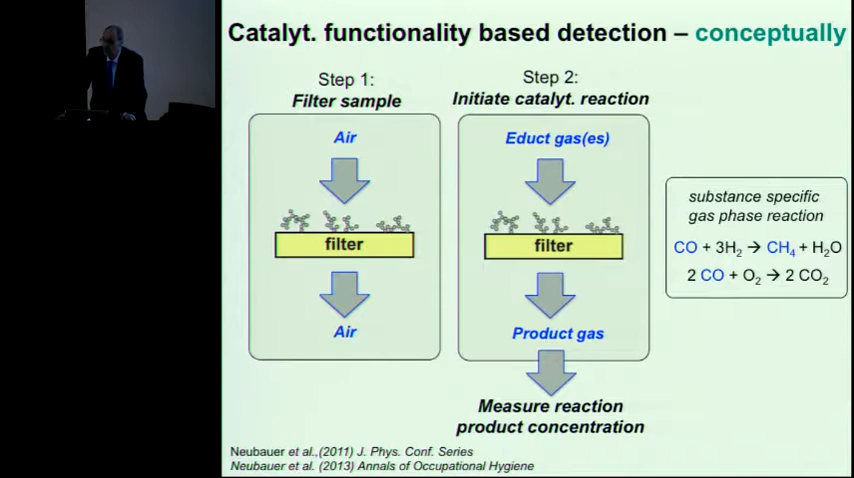 Catalyt. functionality based detection – conceptually
Step 1:
Filter sample
Air
filter
Air
Step 2:
Initiate catalyt. reaction
Educt gas(es)
filter
Product gas
Measure reaction
product concentration
substance specific
gas phase reaction
CO + 3H₂ → CH₄ + H₂O
2 CO + O₂ → 2 CO₂
Neubauer et al.,(2011) J. Phys. Conf. Series
Neubauer et al. (2013) Annals of Occupational Hygiene